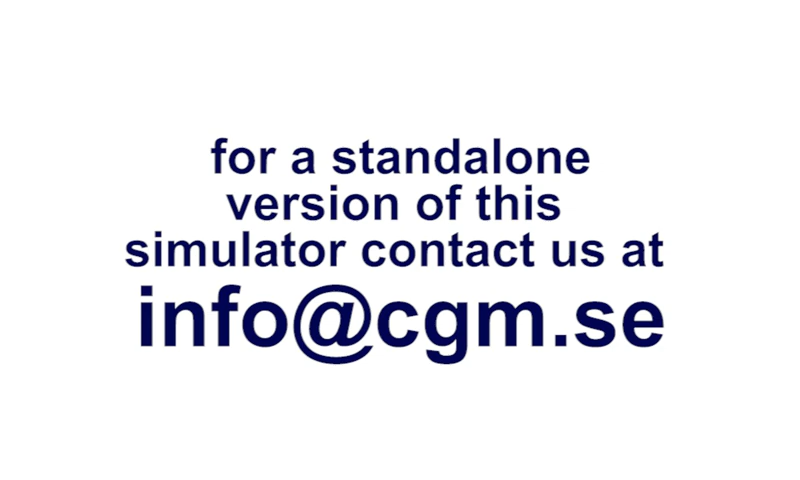 for a standalone
version of this
simulator contact us at
info@cgm.se